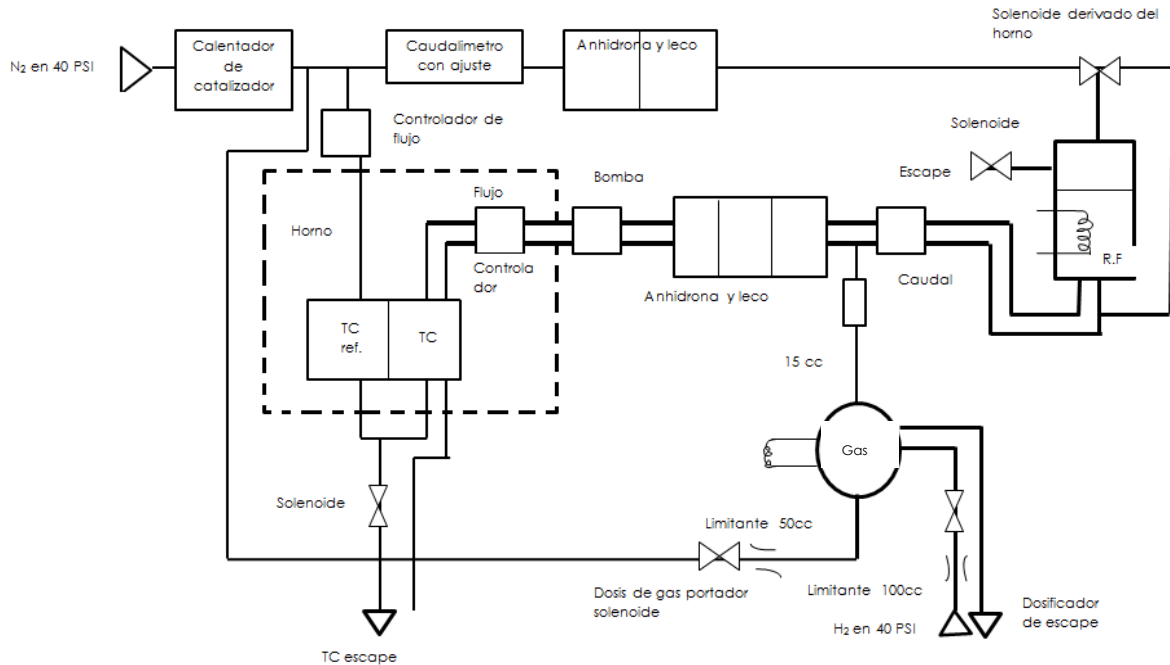 Solenoide derivado del
horno
N₂ en 40 PSI
Calentador
de
catalizador
Caudalímetro
con ajuste
Anhidrona y leco
Controlador de
flujo
Solenoide
Escape
Flujo
Bomba
Horno
R.F
Controla
dor
Anhidrona y leco
Caudal
TC
ref.
TC
15 cc
Gas
Solenoide
Limitante 50cc
Dosis de gas portador
solenoide
Limitante 100cc
H₂ en 40 PSI
Dosificador
de escape
TC escape